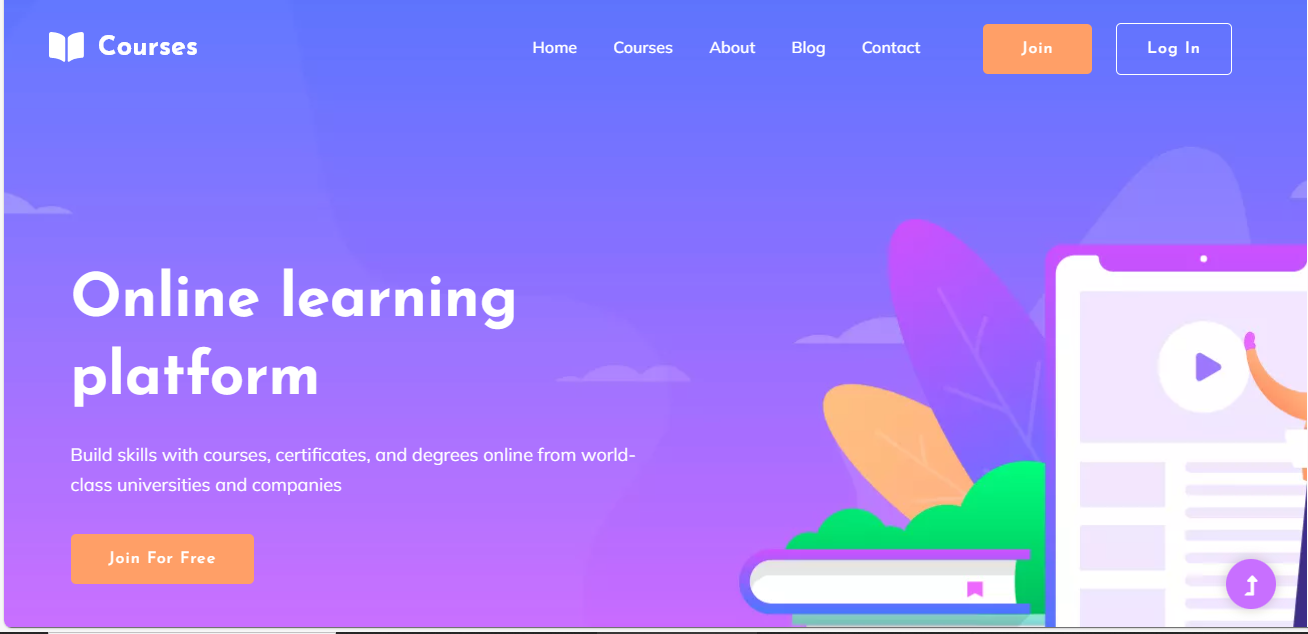 Courses
Home Courses About Blog Contact Join Log In
Online learning
platform
Build skills with courses, certificates, and degrees online from world-
class universities and companies
Join For Free